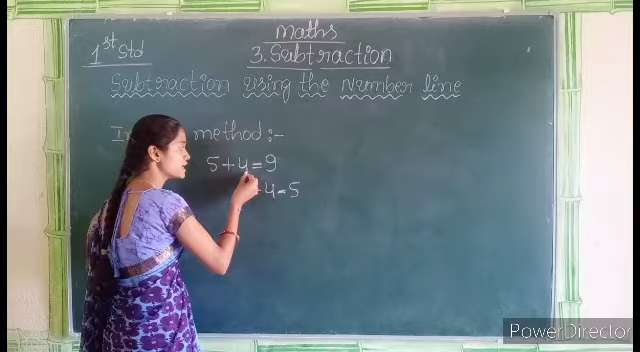 Maths
1st Std
3. Subtraction
Subtraction using the number line
method :-
5+4=9
4=5
PowerDirector